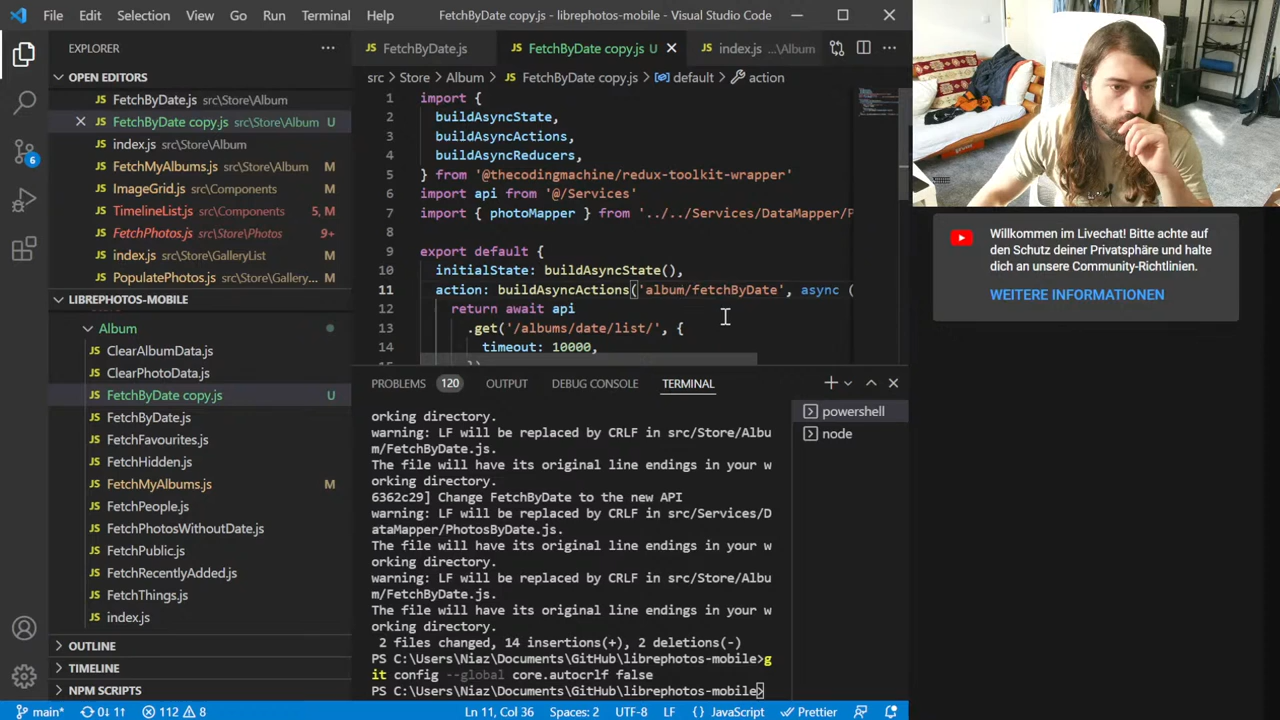 File Edit Selection View Go Run Terminal Help
FetchByDate copy.js - librephotos-mobile - Visual Studio Code
EXPLORER
OPEN EDITORS
FetchByDate.js src\Store\Album
FetchByDate copy.js src\Store\Album U
index.js src\Store\Album
FetchMyAlbums.js src\Store\Album M
ImageGrid.js src\Components M
TimelineList.js src\Components 5, M
FetchPhotos.js src\Store\Photos 9+
index.js src\Store\GalleryList
PopulatePhotos.js src\Store\Gallery... M
LIBREPHOTOS-MOBILE
Album
ClearAlbumData.js
ClearPhotoData.js
FetchByDate copy.js U
FetchByDate.js
FetchFavourites.js
FetchHidden.js
FetchMyAlbums.js M
FetchPeople.js
FetchPhotosWithoutDate.js
FetchPublic.js
FetchRecentlyAdded.js
FetchThings.js
index.js
OUTLINE
TIMELINE
NPM SCRIPTS
FetchByDate.js
FetchByDate copy.js U
index.js ...\Album
src > Store > Album > FetchByDate copy.js > default > action
1 import {
2 buildAsyncState,
3 buildAsyncActions,
4 buildAsyncReducers,
5 } from '@thecodingmachine/redux-toolkit-wrapper'
6 import api from '@/Services'
7 import { photoMapper } from '../../Services/DataMapper/P
8
9 export default {
10 initialState: buildAsyncState(),
11 action: buildAsyncActions('album/fetchByDate', async (
12 return await api
13 .get('/albums/date/list/', {
14 timeout: 10000,
PROBLEMS 120 OUTPUT DEBUG CONSOLE TERMINAL
orking directory.
warning: LF will be replaced by CRLF in src/Store/Albu
m/FetchByDate.js.
The file will have its original line endings in your w
orking directory.
6362c29] Change FetchByDate to the new API
warning: LF will be replaced by CRLF in src/Services/D
ataMapper/PhotosByDate.js.
The file will have its original line endings in your w
orking directory.
warning: LF will be replaced by CRLF in src/Store/Albu
m/FetchByDate.js.
The file will have its original line endings in your w
orking directory.
2 files changed, 14 insertions(+), 2 deletions(-)
PS C:\Users\Niaz\Documents\GitHub\librephotos-mobile>g
it config --global core.autocrlf false
PS C:\Users\Niaz\Documents\GitHub\librephotos-mobile>
powershell
node
Willkommen im Livechat! Bitte achte auf
den Schutz deiner Privatsphäre und halte
dich an unsere Community-Richtlinien.
WEITERE INFORMATIONEN
6
main* 0↓ 1↑ 112 8
Ln 11, Col 36 Spaces: 2 UTF-8 LF {} JavaScript Prettier